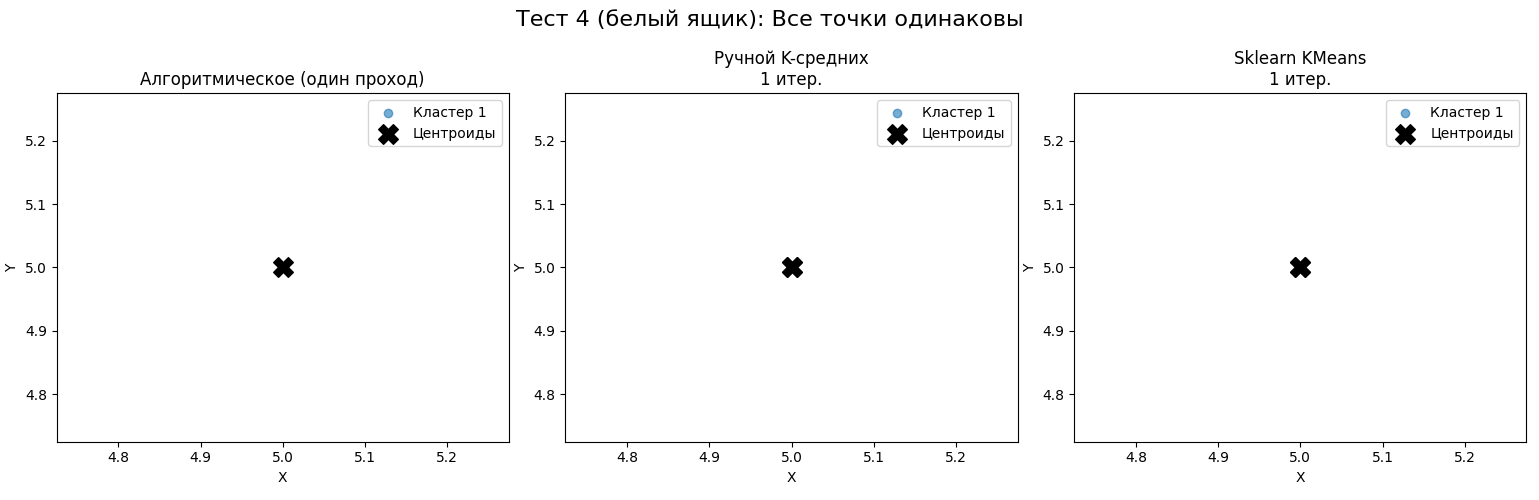 Тест 4 (белый ящик): Все точки одинаковы
Алгоритмическое (один проход)
Кластер 1
Центроиды
5.2
5.1
5.0
4.9
4.8
Y
4.8 4.9 5.0 5.1 5.2
X
Ручной K-средних
1 итер.
Кластер 1
Центроиды
5.2
5.1
5.0
4.9
4.8
Y
4.8 4.9 5.0 5.1 5.2
X
Sklearn KMeans
1 итер.
Кластер 1
Центроиды
5.2
5.1
5.0
4.9
4.8
Y
4.8 4.9 5.0 5.1 5.2
X